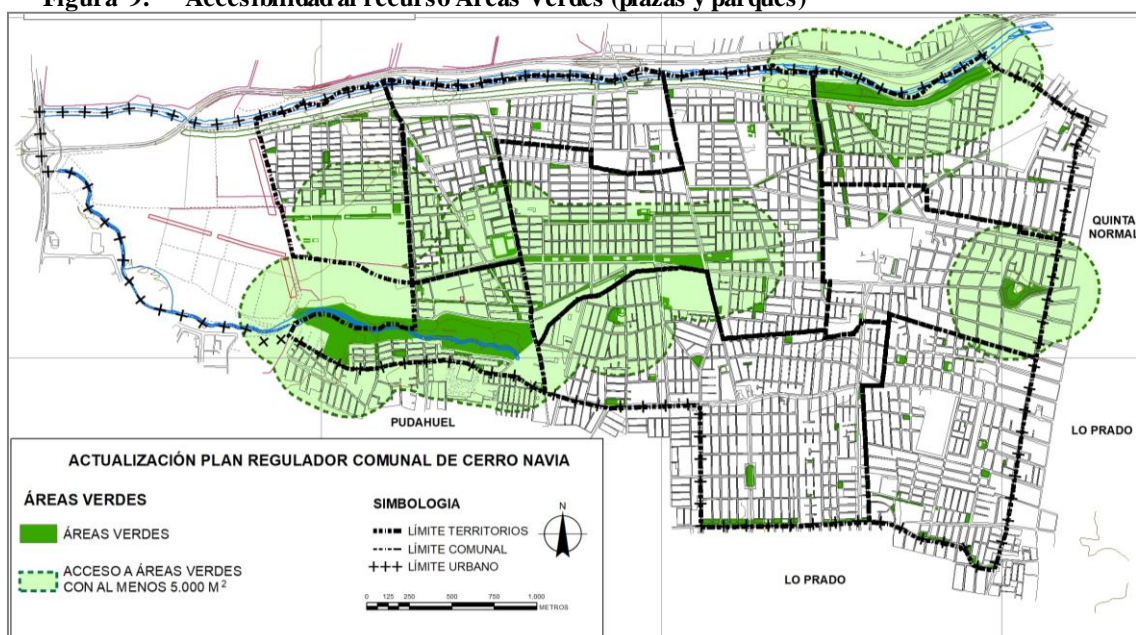 Figura 9. Accesibilidad al recurso Áreas Verdes (plazas y parques)
QUINTA
NORMAL
PUDAHUEL
LO PRADO
LO PRADO
ACTUALIZACIÓN PLAN REGULADOR COMUNAL DE CERRO NAVIA
ÁREAS VERDES
ÁREAS VERDES
ACCESO A ÁREAS VERDES
CON AL MENOS 5.000 M²
SIMBOLOGIA
LÍMITE TERRITORIOS
LÍMITE COMUNAL
LÍMITE URBANO
N
0 125 250 500 750 1,000
METROS